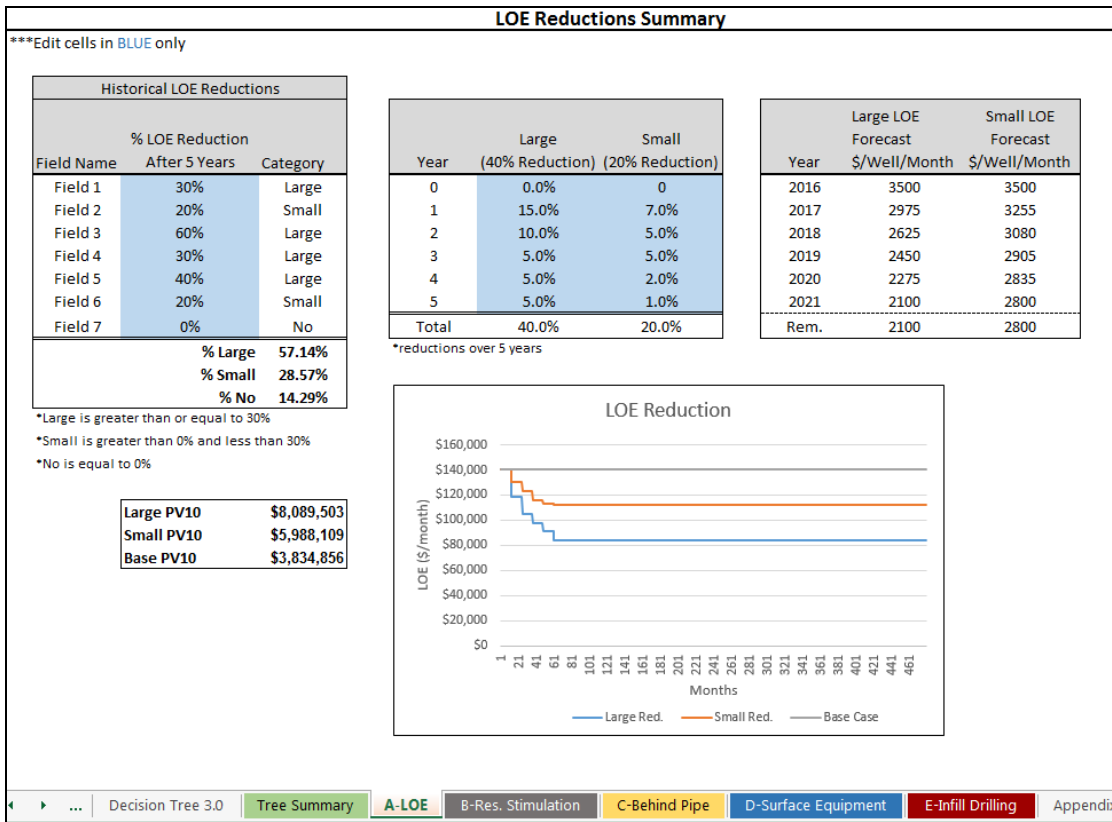 LOE Reductions Summary
***Edit cells in BLUE only
Historical LOE Reductions
% LOE Reduction
Field Name After 5 Years Category
Field 1 30% Large
Field 2 20% Small
Field 3 60% Large
Field 4 30% Large
Field 5 40% Large
Field 6 20% Small
Field 7 0% No
% Large 57.14%
% Small 28.57%
% No 14.29%
*Large is greater than or equal to 30%
*Small is greater than 0% and less than 30%
*No is equal to 0%
Large PV10 $8,089,503
Small PV10 $5,988,109
Base PV10 $3,834,856
Large Small
Year (40% Reduction) (20% Reduction)
0 0.0% 0
1 15.0% 7.0%
2 10.0% 5.0%
3 5.0% 5.0%
4 5.0% 2.0%
5 5.0% 1.0%
Total 40.0% 20.0%
*reductions over 5 years
Large LOE Small LOE
Forecast Forecast
Year $/Well/Month $/Well/Month
2016 3500 3500
2017 2975 3255
2018 2625 3080
2019 2450 2905
2020 2275 2835
2021 2100 2800
Rem. 2100 2800
LOE Reduction
$160,000
$140,000
$120,000
$100,000
$80,000
$60,000
$40,000
$20,000
$0
LOE ($/month)
1 21 41 61 81 101 121 141 161 181 201 221 241 261 281 301 321 341 361 381 401 421 441 461
Months
Large Red. Small Red. Base Case
... Decision Tree 3.0 Tree Summary A-LOE B-Res. Stimulation C-Behind Pipe D-Surface Equipment E-Infill Drilling Appendix